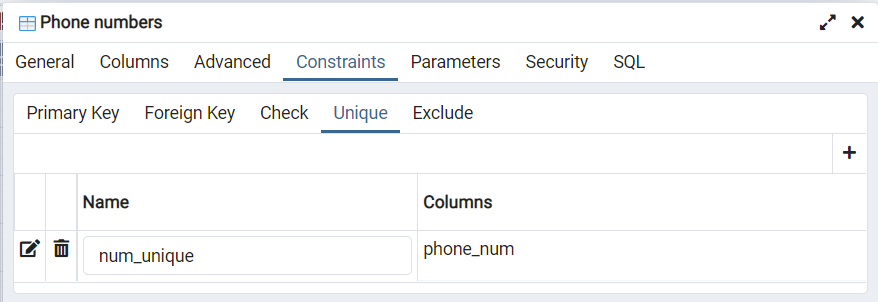 Phone numbers
General Columns Advanced Constraints Parameters Security SQL
Primary Key Foreign Key Check Unique Exclude
Name Columns
num_unique phone_num